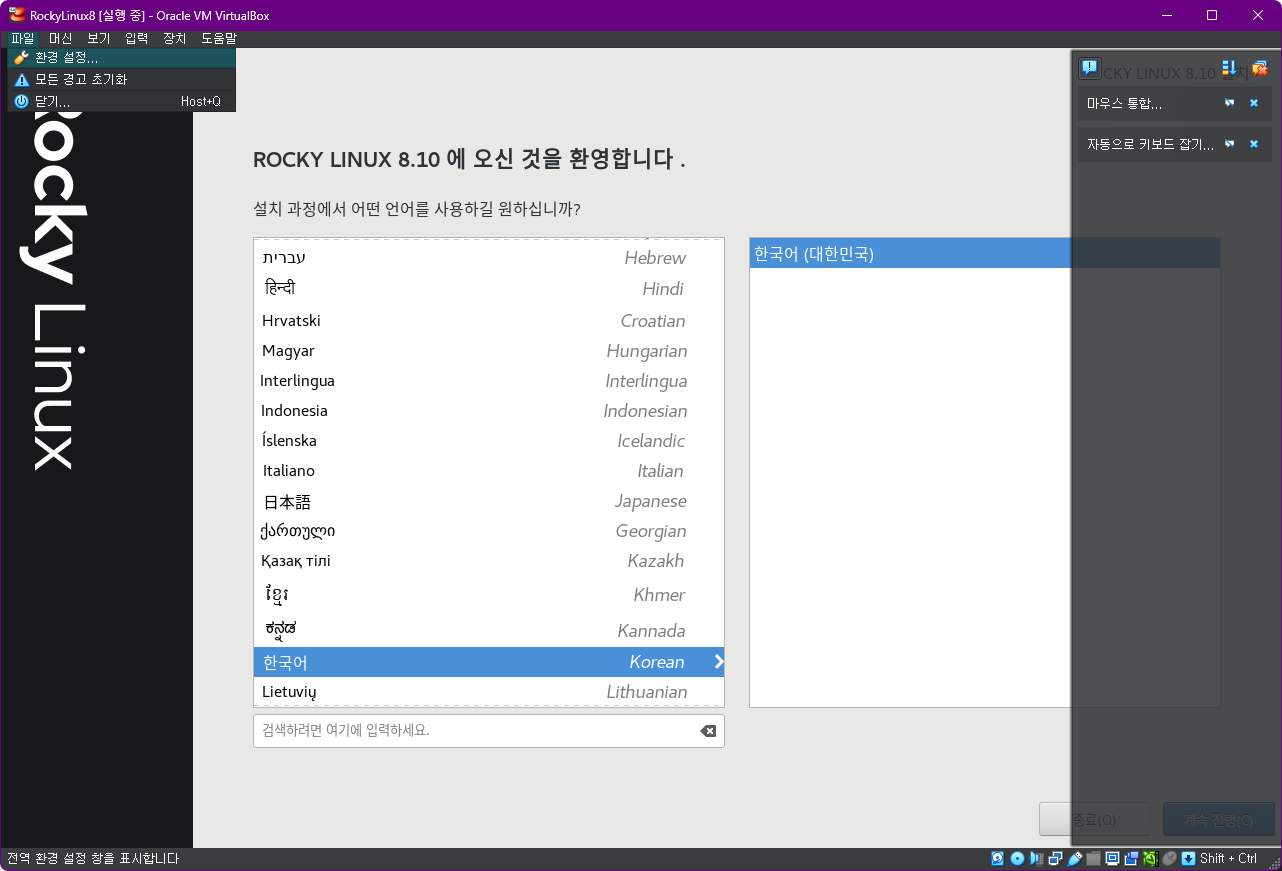 RockyLinux8 [실행 중] - Oracle VM VirtualBox
파일 머신 보기 입력 장치 도움말
환경 설정...
모든 경고 초기화
닫기... Host+Q
Rocky Linux
CKY LINUX 8.10 설치
마우스 통합...
자동으로 키보드 잡기...
ROCKY LINUX 8.10 에 오신 것을 환영합니다 .
설치 과정에서 어떤 언어를 사용하길 원하십니까?
עברית Hebrew
हिन्दी Hindi
Hrvatski Croatian
Magyar Hungarian
Interlingua Interlingua
Indonesia Indonesian
Íslenska Icelandic
Italiano Italian
日本語 Japanese
ქართული Georgian
Қазақ тілі Kazakh
ខ្មែរ Khmer
ಕನ್ನಡ Kannada
한국어 Korean
Lietuvių Lithuanian
한국어 (대한민국)
검색하려면 여기에 입력하세요.
종료(Q) 계속 진행(C)
전역 환경 설정 창을 표시합니다 Shift + Ctrl